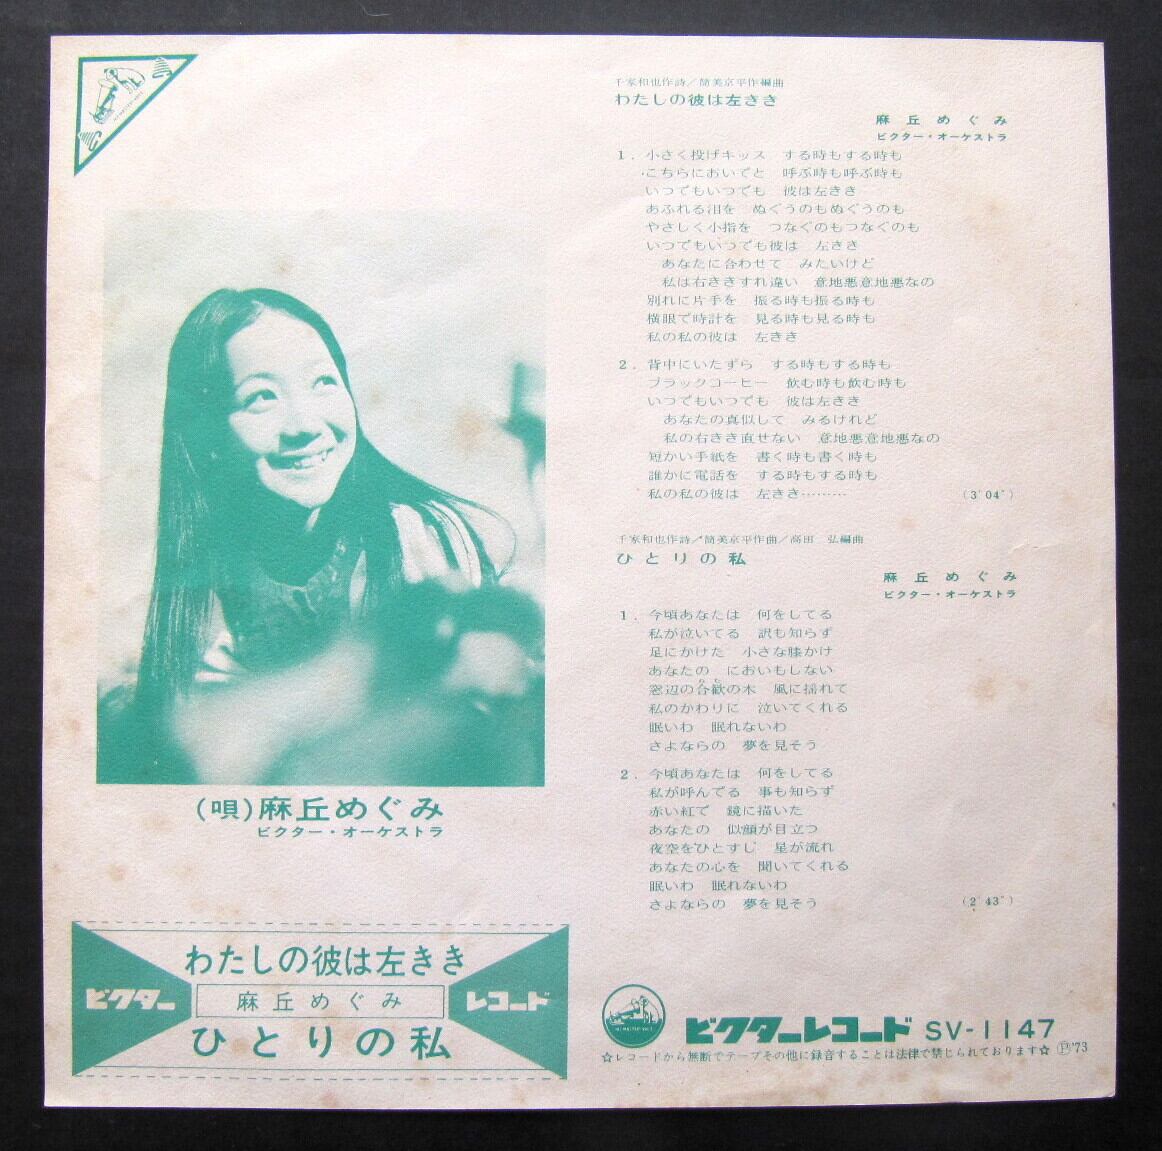 千家和也作詩／筒美京平作編曲
わたしの彼は左きき
麻丘めぐみ
ビクター・オーケストラ
1．小さく投げキッス　する時もする時も
こちらにおいでと　呼ぶ時も呼ぶ時も
いつでもいつでも　彼は左きき
あふれる泪を　ぬぐうのもぬぐうのも
やさしく小指を　つなぐのもつなぐのも
いつでもいつでも彼は　左きき
あなたに合わせて　みたいけど
私は右ききすれ違い　意地悪意地悪なの
別れに片手を　振る時も振る時も
横眼で時計を　見る時も見る時も
私の私の彼は　左きき
2．背中にいたずら　する時もする時も
ブラックコーヒー　飲む時も飲む時も
いつでもいつでも　彼は左きき
あなたの真似して　みるけれど
私の右きき直せない　意地悪意地悪なの
短かい手紙を　書く時も書く時も
誰かに電話を　する時もする時も
私の私の彼は　左きき………　（3′04″）
千家和也作詩／筒美京平作曲／高田　弘編曲
ひとりの私
麻丘めぐみ
ビクター・オーケストラ
1．今頃あなたは　何をしてる
私が泣いてる　訳も知らず
足にかけた　小さな膝かけ
あなたの　においもしない
窓辺の合歓の木　風に揺れて
私のかわりに　泣いてくれる
眠いわ　眠れないわ
さよならの　夢を見そう
2．今頃あなたは　何をしてる
私が呼んでる　事も知らず
赤い紅で　鏡に描いた
あなたの　似顔が目立つ
夜空をひとすじ　星が流れ
あなたの心を　聞いてくれる
眠いわ　眠れないわ
さよならの　夢を見そう　（2′43″）
（唄）麻丘めぐみ
ビクター・オーケストラ
わたしの彼は左きき
ビクター　麻丘めぐみ　レコード
ひとりの私
ビクターレコード SV-1147
☆レコードから無断でテープその他に録音することは法律で禁じられております☆ Ⓟ'73